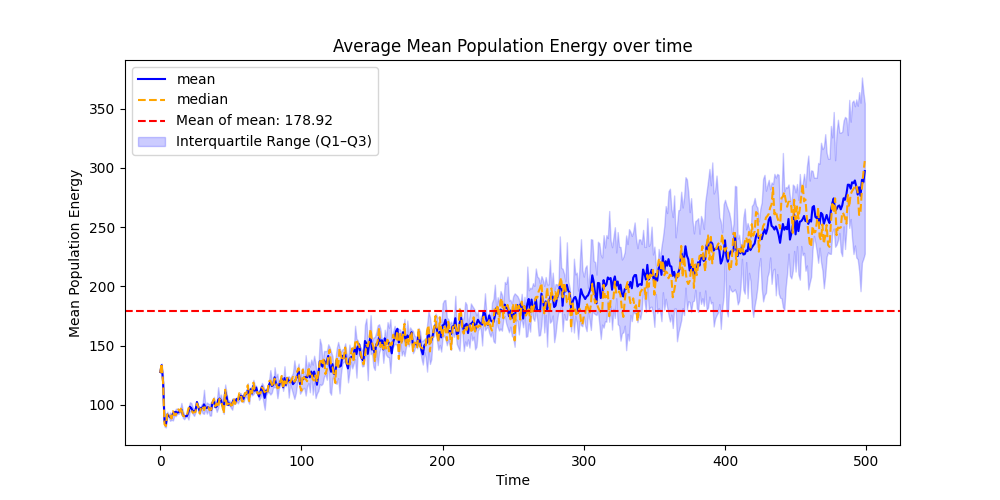 Average Mean Population Energy over time
mean
median
Mean of mean: 178.92
Interquartile Range (Q1–Q3)
Mean Population Energy
350
300
250
200
150
100
0 100 200 300 400 500
Time